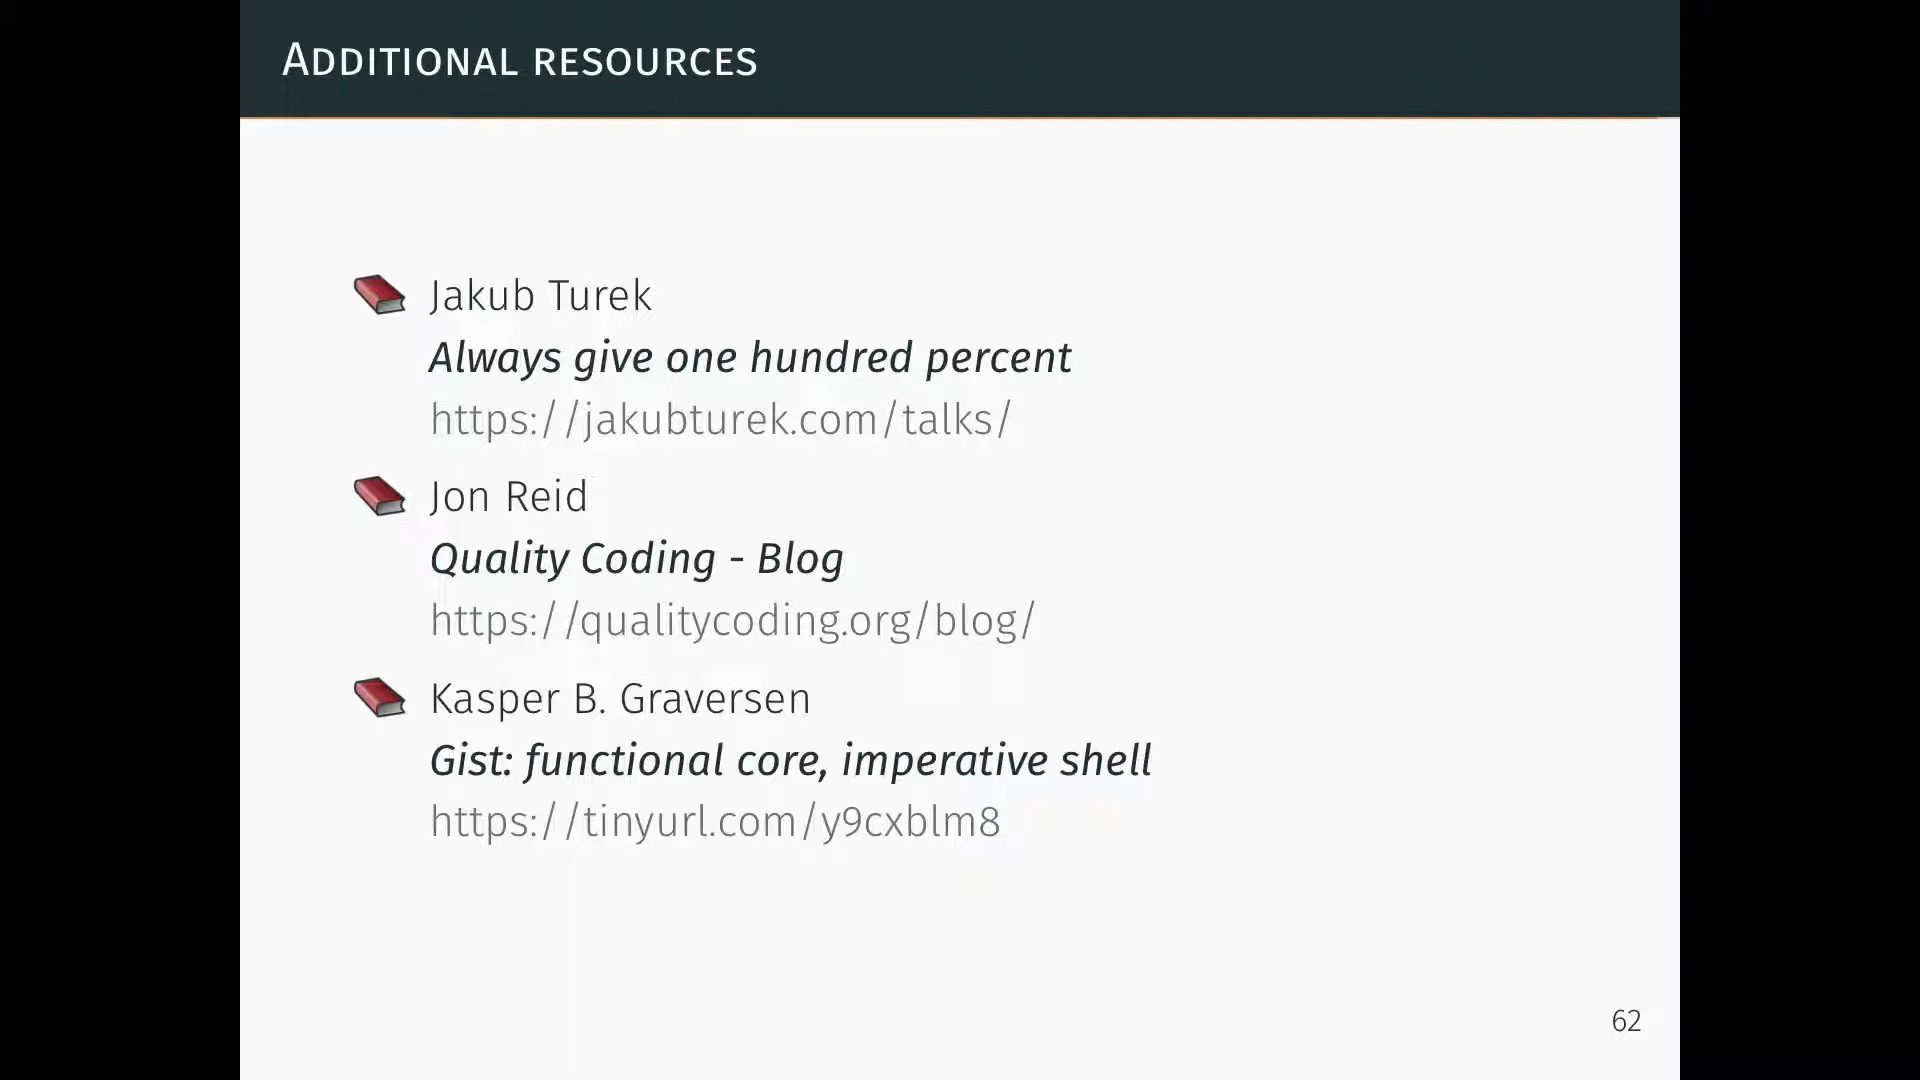 Additional resources
Jakub Turek
Always give one hundred percent
https://jakubturek.com/talks/
Jon Reid
Quality Coding - Blog
https://qualitycoding.org/blog/
Kasper B. Graversen
Gist: functional core, imperative shell
https://tinyurl.com/y9cxblm8
62